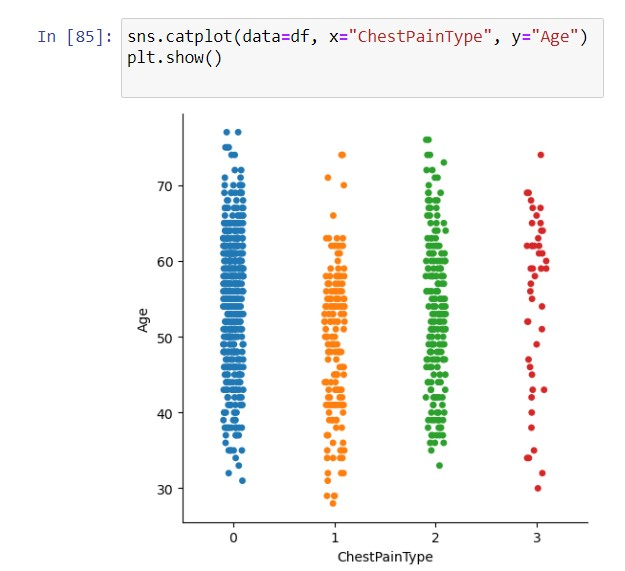 In [85]: sns.catplot(data=df, x="ChestPainType", y="Age")
plt.show()
70
60
50
40
30
Age
0 1 2 3
ChestPainType